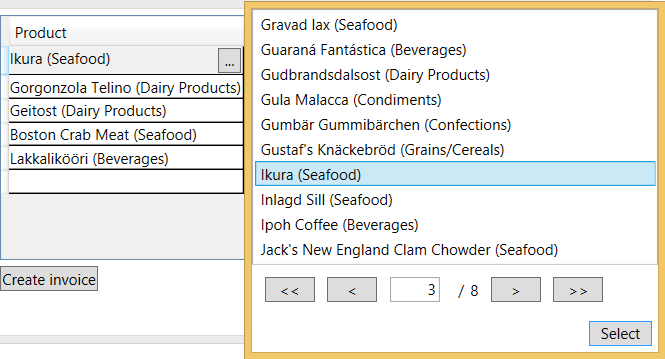 Product
Ikura (Seafood) ...
Gorgonzola Telino (Dairy Products)
Geitost (Dairy Products)
Boston Crab Meat (Seafood)
Lakkalikööri (Beverages)
Create invoice
Gravad lax (Seafood)
Guaraná Fantástica (Beverages)
Gudbrandsdalsost (Dairy Products)
Gula Malacca (Condiments)
Gumbär Gummibärchen (Confections)
Gustaf's Knäckebröd (Grains/Cereals)
Ikura (Seafood)
Inlagd Sill (Seafood)
Ipoh Coffee (Beverages)
Jack's New England Clam Chowder (Seafood)
<< < 3 / 8 > >>
Select